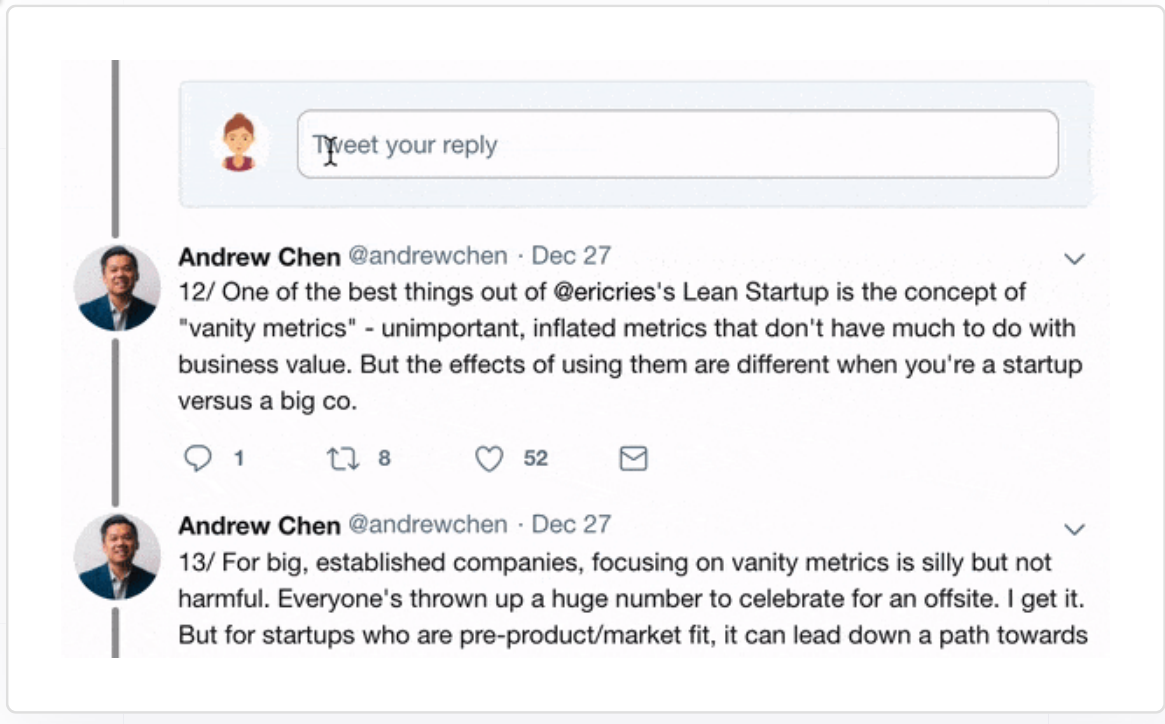 Tweet your reply
Andrew Chen @andrewchen · Dec 27
12/ One of the best things out of @ericries's Lean Startup is the concept of
"vanity metrics" - unimportant, inflated metrics that don't have much to do with
business value. But the effects of using them are different when you're a startup
versus a big co.
1 8 52
Andrew Chen @andrewchen · Dec 27
13/ For big, established companies, focusing on vanity metrics is silly but not
harmful. Everyone's thrown up a huge number to celebrate for an offsite. I get it.
But for startups who are pre-product/market fit, it can lead down a path towards